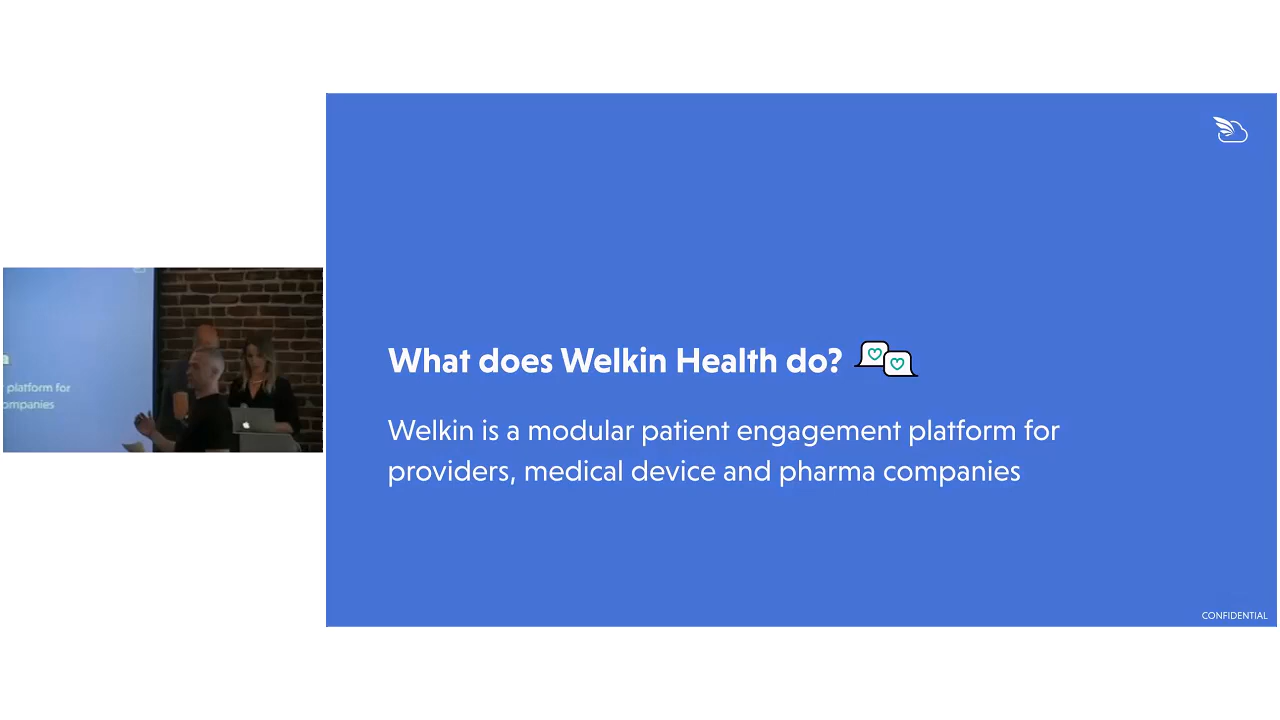 What does Welkin Health do?
Welkin is a modular patient engagement platform for
providers, medical device and pharma companies
CONFIDENTIAL
platform for
ompanies